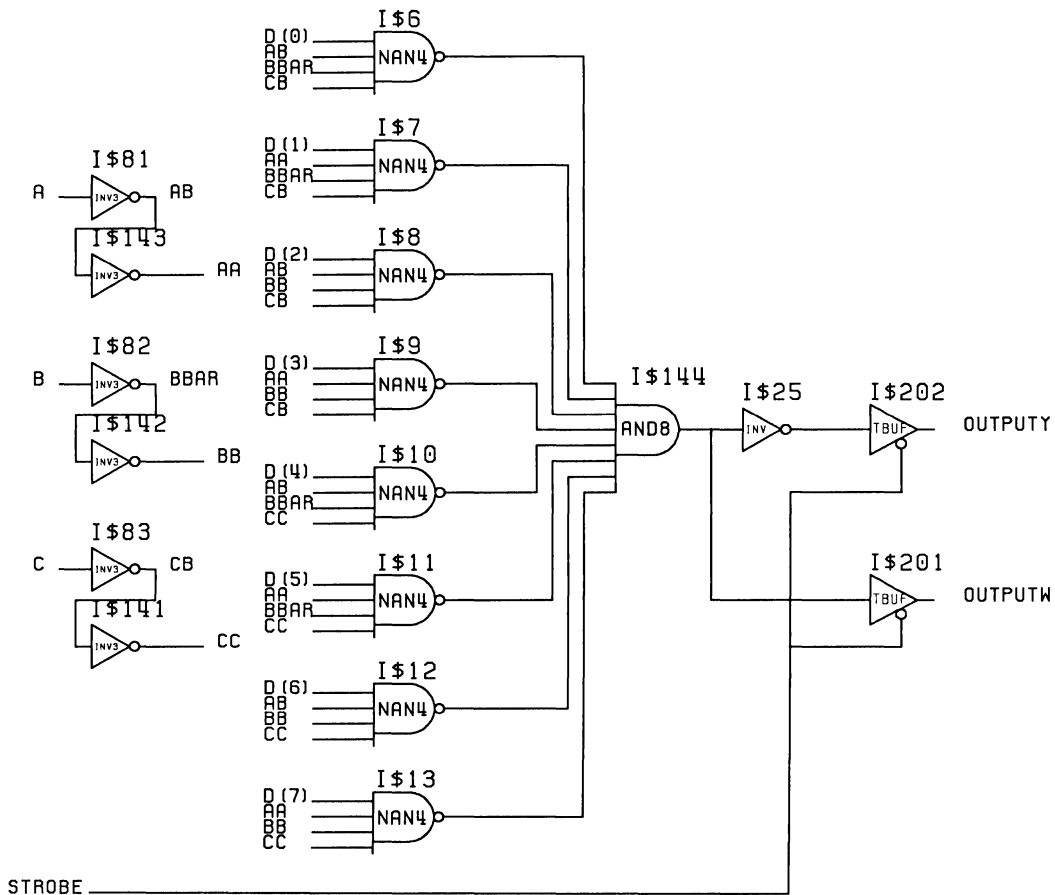 I$6
D(0)
AB
BBAR
CB
NAN4
I$7
D(1)
AA
BBAR
CB
NAN4
I$81
A
INV3
AB
I$143
INV3
AA
I$8
D(2)
AB
BB
CB
NAN4
I$82
B
INV3
BBAR
I$142
INV3
BB
I$9
D(3)
AA
BB
CB
NAN4
I$10
D(4)
AB
BBAR
CC
NAN4
I$83
C
INV3
CB
I$141
INV3
CC
I$11
D(5)
AA
BBAR
CC
NAN4
I$12
D(6)
AB
BB
CC
NAN4
I$13
D(7)
AA
BB
CC
NAN4
I$144
AND8
I$25
INV
I$202
TBUF
OUTPUTY
I$201
TBUF
OUTPUTW
STROBE